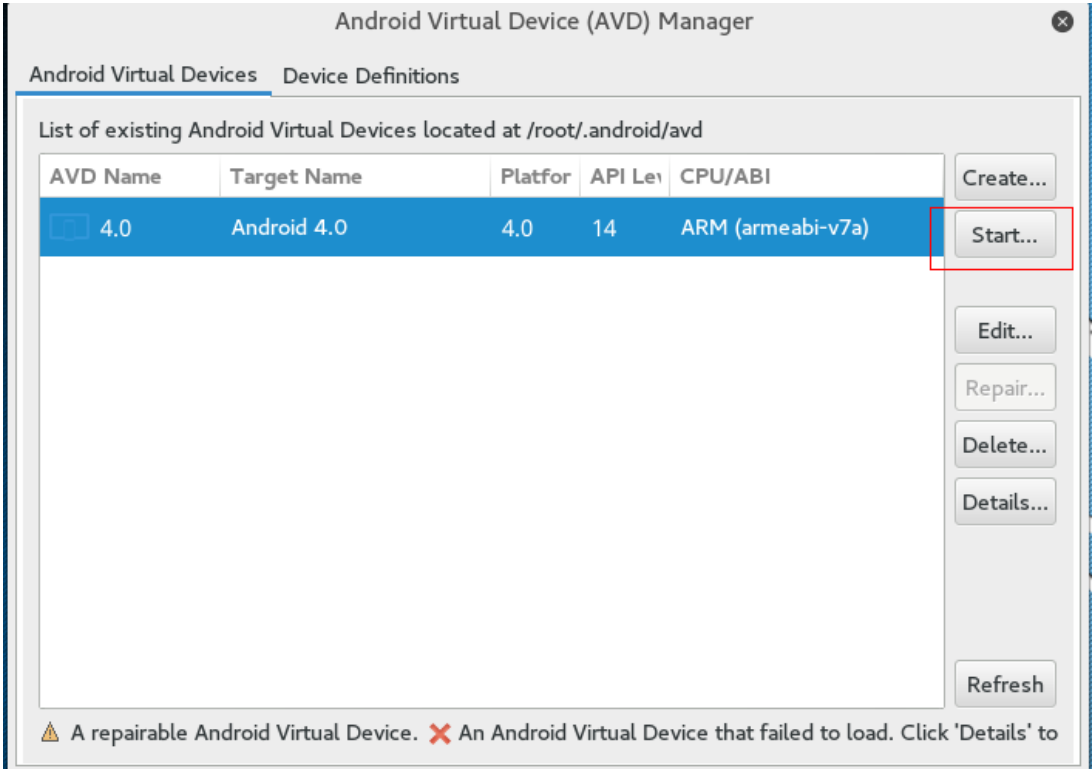 Android Virtual Device (AVD) Manager
Android Virtual Devices Device Definitions
List of existing Android Virtual Devices located at /root/.android/avd
AVD Name Target Name Platfor API Lev CPU/ABI
4.0 Android 4.0 4.0 14 ARM (armeabi-v7a)
Create...
Start...
Edit...
Repair...
Delete...
Details...
Refresh
A repairable Android Virtual Device. An Android Virtual Device that failed to load. Click 'Details' to